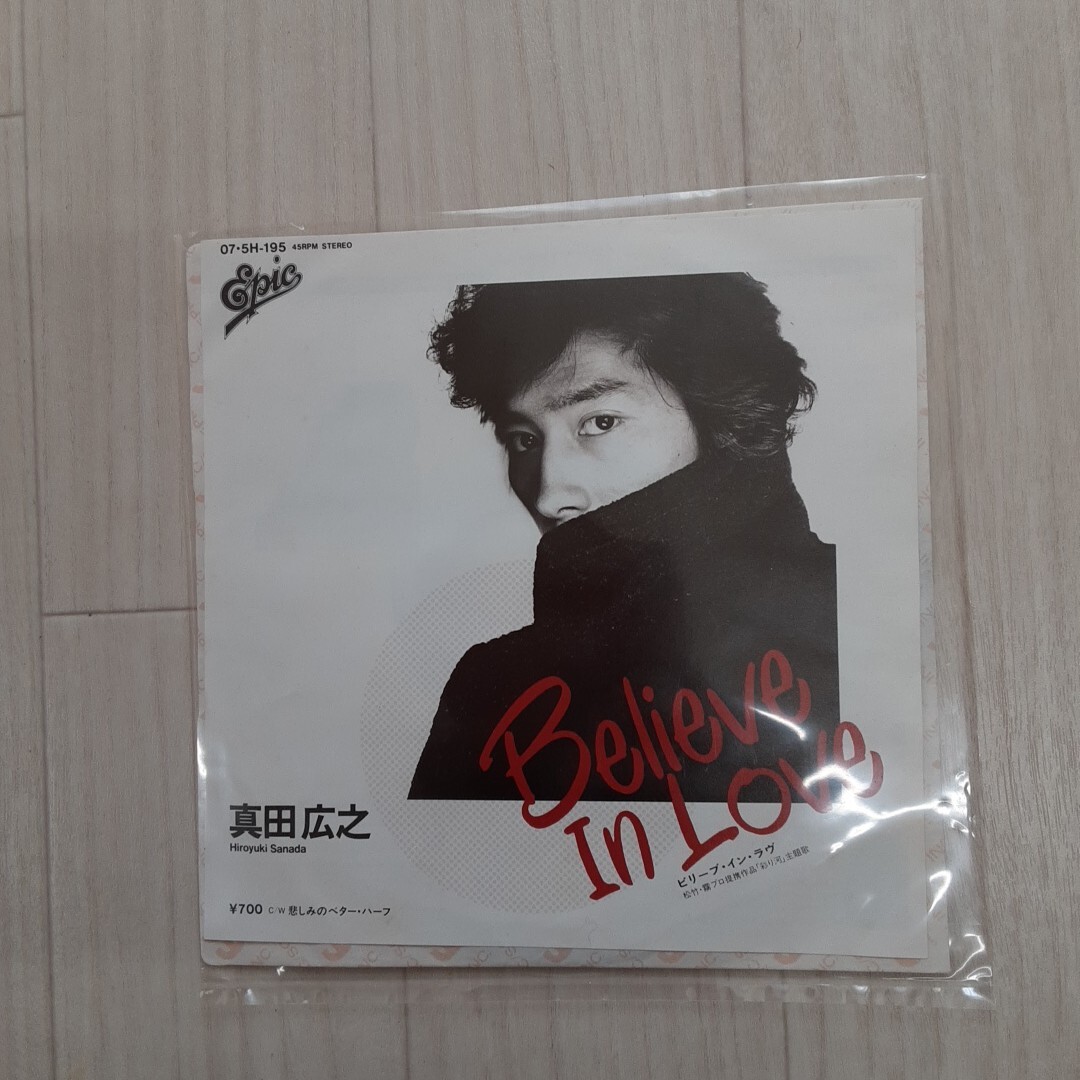 07・5H-195 45RPM STEREO
Epic
Believe
In Love
ビリーブ・イン・ラヴ
松竹・霧プロ提携作品「彩り河」主題歌
真田広之
Hiroyuki Sanada
¥700 C/W 悲しみのベター・ハーフ